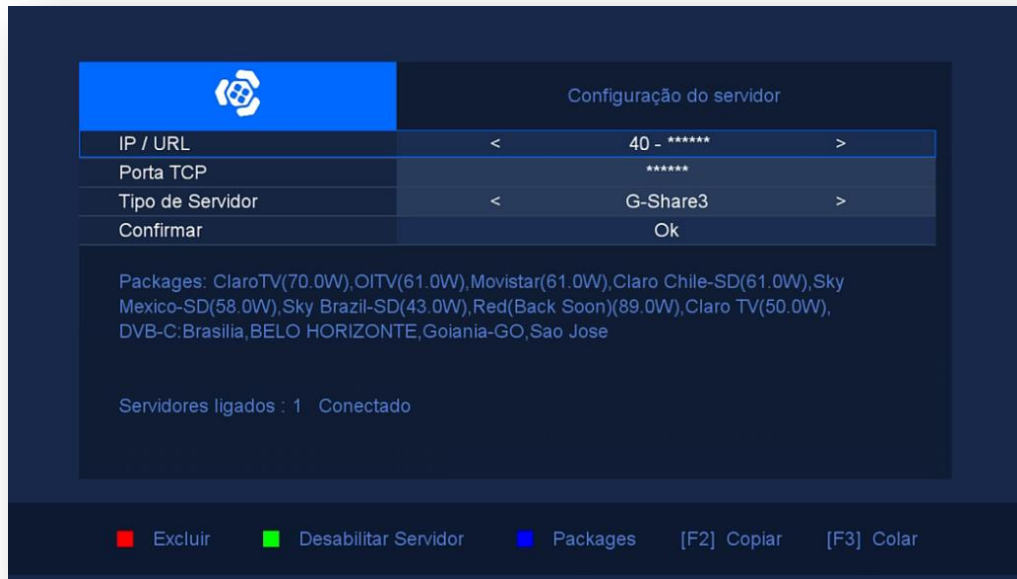 Configuração do servidor
IP / URL < 40 - ****** >
Porta TCP ******
Tipo de Servidor < G-Share3 >
Confirmar Ok
Packages: ClaroTV(70.0W),OITV(61.0W),Movistar(61.0W),Claro Chile-SD(61.0W),Sky
Mexico-SD(58.0W),Sky Brazil-SD(43.0W),Red(Back Soon)(89.0W),Claro TV(50.0W),
DVB-C:Brasilia,BELO HORIZONTE,Goiania-GO,Sao Jose
Servidores ligados : 1 Conectado
Excluir Desabilitar Servidor Packages [F2] Copiar [F3] Colar